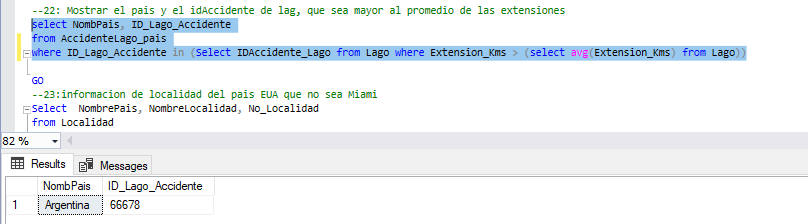 --22: Mostrar el pais y el idAccidente de lag, que sea mayor al promedio de las extensiones
select NombPais, ID_Lago_Accidente
from AccidenteLago_pais
where ID_Lago_Accidente in (Select IDAccidente_Lago from Lago where Extension_Kms > (select avg(Extension_Kms) from Lago))
GO
--23:informacion de localidad del pais EUA que no sea Miami
Select  NombrePais, NombreLocalidad, No_Localidad
from Localidad
82 %
Results Messages
NombPais ID_Lago_Accidente
1 Argentina 66678